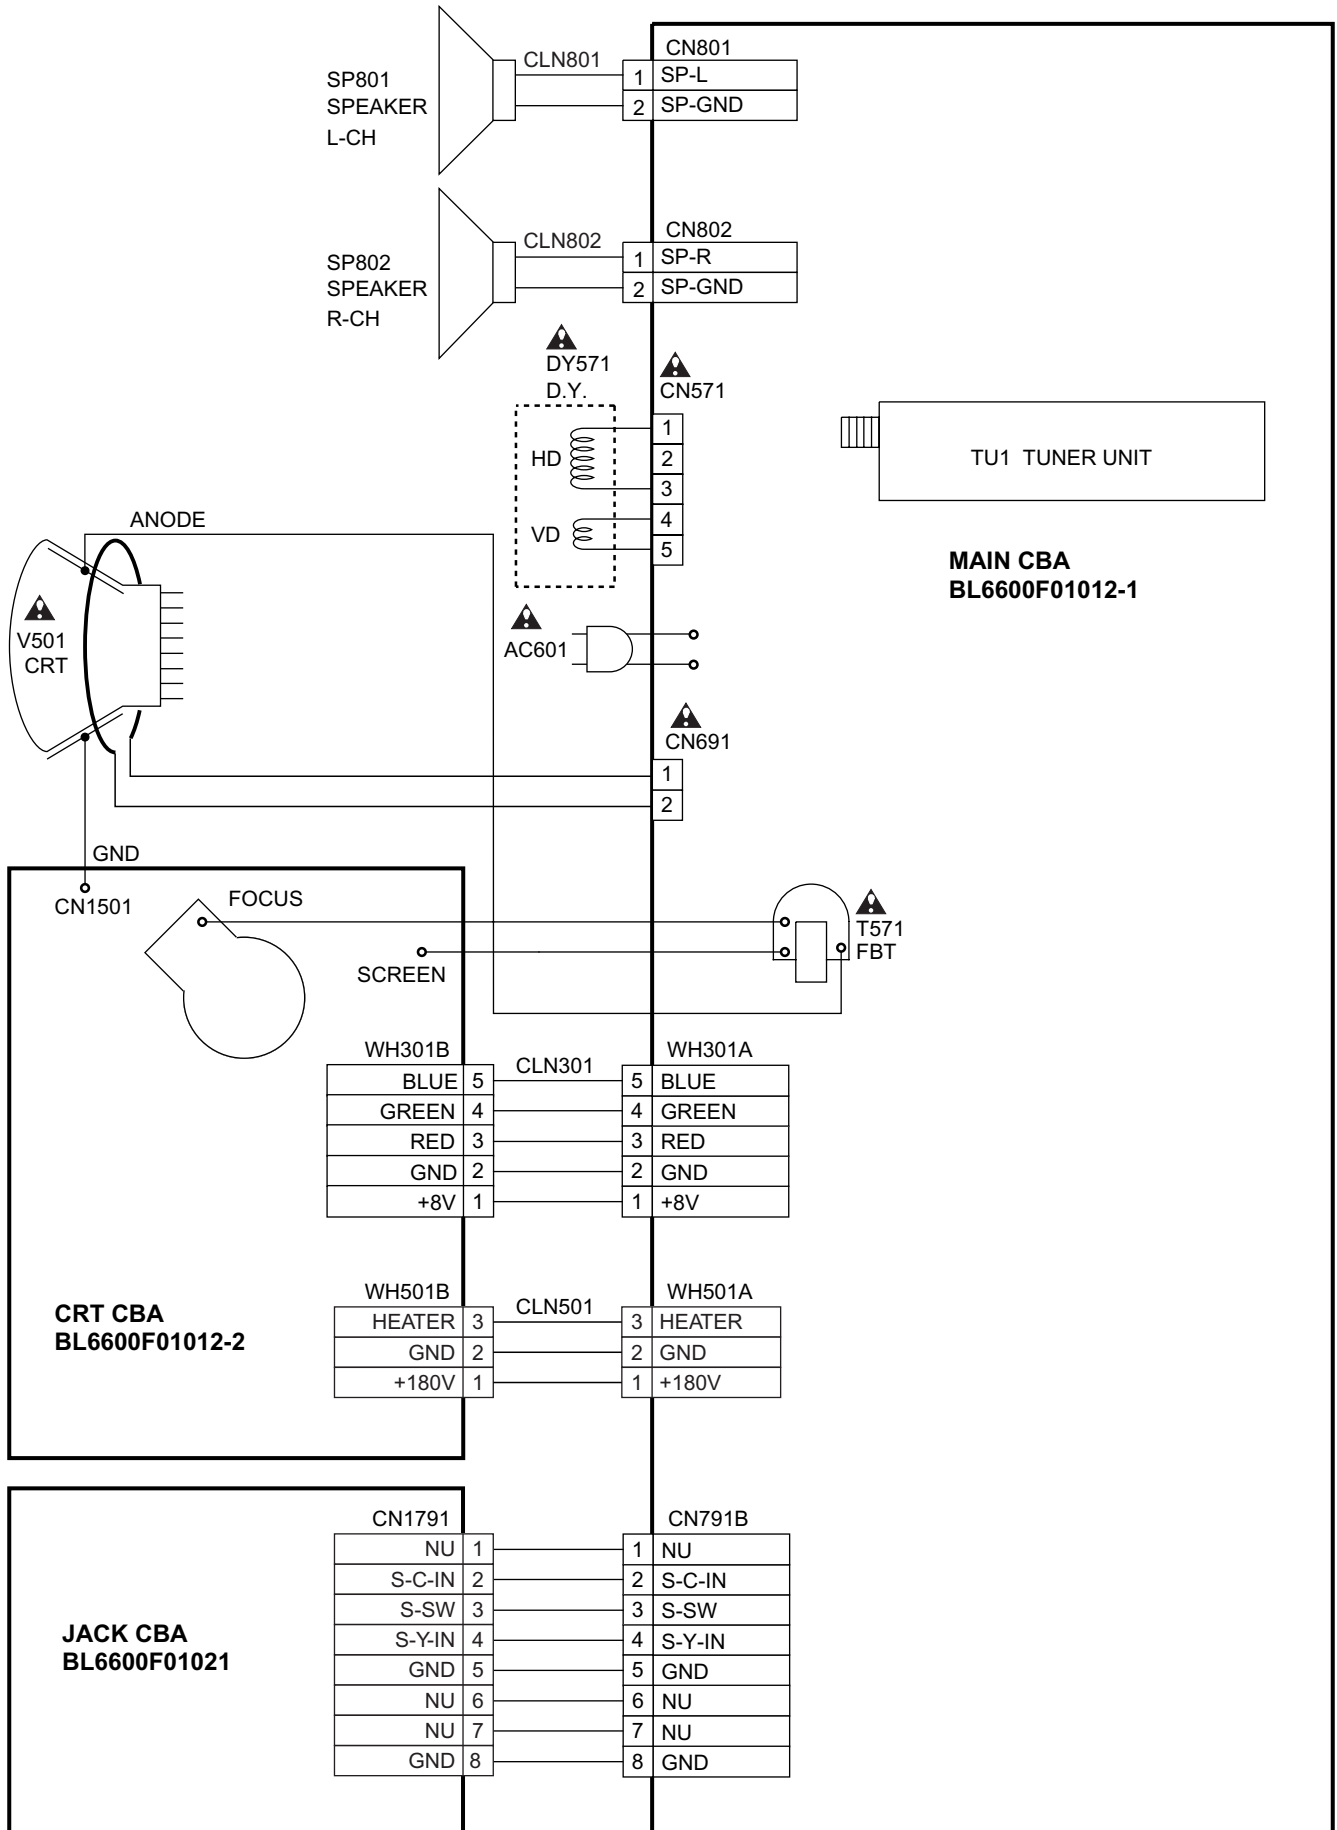 SP801
SPEAKER
L-CH
CLN801
CN801
1 SP-L
2 SP-GND
SP802
SPEAKER
R-CH
CLN802
CN802
1 SP-R
2 SP-GND
DY571
D.Y.
CN571
HD
VD
1
2
3
4
5
TU1 TUNER UNIT
MAIN CBA
BL6600F01012-1
ANODE
V501
CRT
AC601
CN691
1
2
GND
CN1501
FOCUS
SCREEN
T571
FBT
WH301B CLN301 WH301A
BLUE 5 5 BLUE
GREEN 4 4 GREEN
RED 3 3 RED
GND 2 2 GND
+8V 1 1 +8V
CRT CBA
BL6600F01012-2
WH501B CLN501 WH501A
HEATER 3 3 HEATER
GND 2 2 GND
+180V 1 1 +180V
JACK CBA
BL6600F01021
CN1791 CN791B
NU 1 1 NU
S-C-IN 2 2 S-C-IN
S-SW 3 3 S-SW
S-Y-IN 4 4 S-Y-IN
GND 5 5 GND
NU 6 6 NU
NU 7 7 NU
GND 8 8 GND